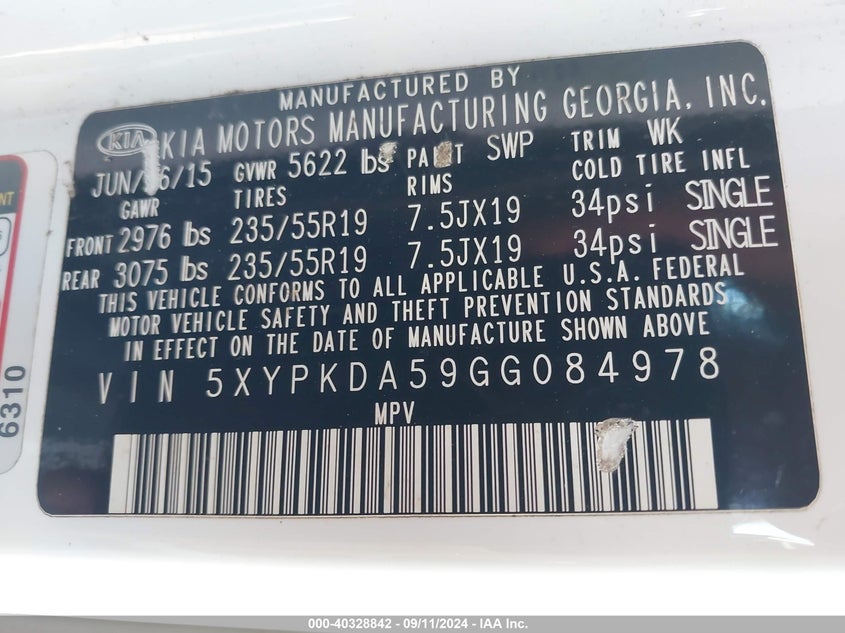 MANUFACTURED BY
KIA KIA MOTORS MANUFACTURING GEORGIA, INC.
GVWR 5622 lbs SWP TRIM WK
GAWR TIRES RIMS COLD TIRE INFL
FRONT 2976 lbs 235/55R19 7.5JX19 34psi SINGLE
REAR 3075 lbs 235/55R19 7.5JX19 34psi SINGLE
THIS VEHICLE CONFORMS TO ALL APPLICABLE U.S.A. FEDERAL
MOTOR VEHICLE SAFETY AND THEFT PREVENTION STANDARDS
IN EFFECT ON THE DATE OF MANUFACTURE SHOWN ABOVE
VIN 5XYPKDA59GG084978
MPV
6310
000-40328842 - 09/11/2024 - IAA Inc.